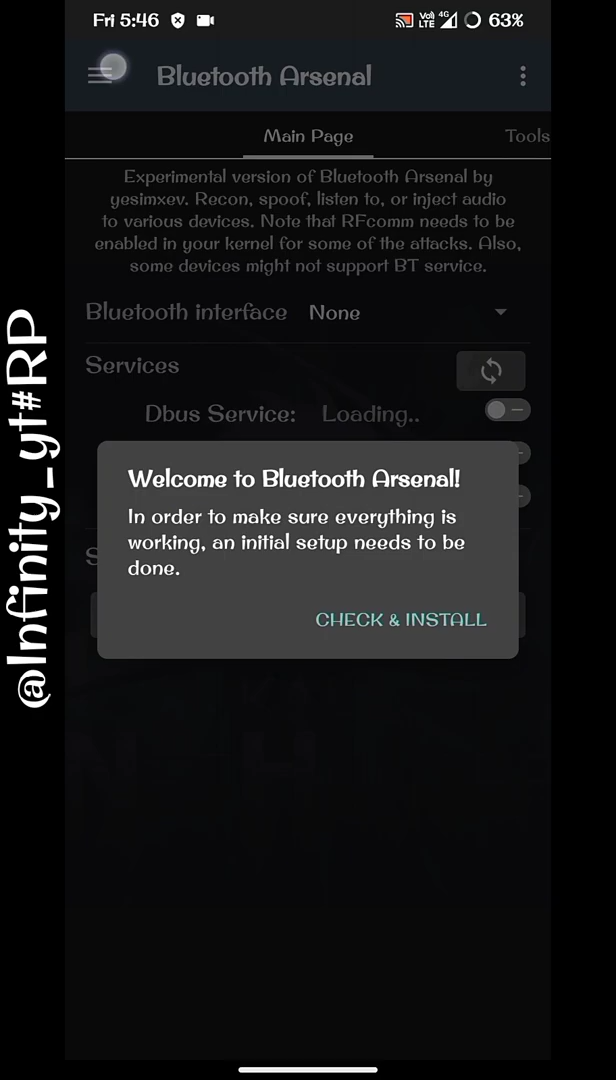 Fri 5:46
Vo) LTE 4G 63%
Bluetooth Arsenal
Main Page
Tools
Experimental version of Bluetooth Arsenal by
yesimxev. Recon, spoof, listen to, or inject audio
to various devices. Note that RFcomm needs to be
enabled in your kernel for some of the attacks. Also,
some devices might not support BT service.
Bluetooth interface None
Services
Dbus Service: Loading..
Welcome to Bluetooth Arsenal!
In order to make sure everything is
working, an initial setup needs to be
done.
S
CHECK & INSTALL
@Infinity_yt#RP